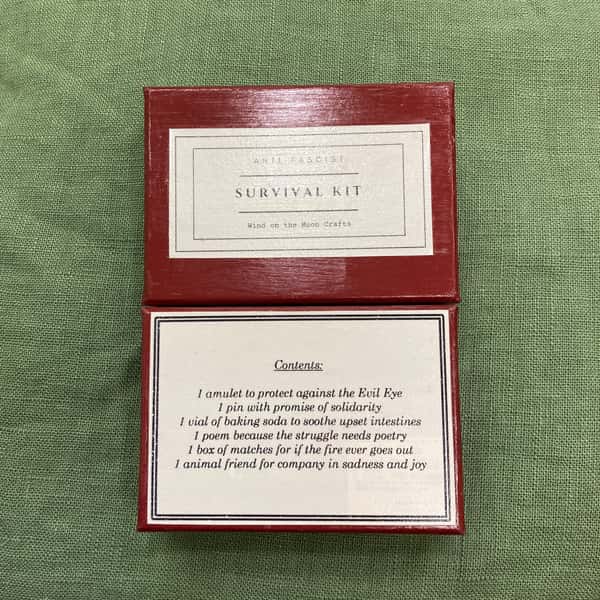 ANTI FASCIST
SURVIVAL KIT
Wind on the Moon Crafts
Contents:
1 amulet to protect against the Evil Eye
1 pin with promise of solidarity
1 vial of baking soda to soothe upset intestines
1 poem because the struggle needs poetry
1 box of matches for if the fire ever goes out
1 animal friend for company in sadness and joy